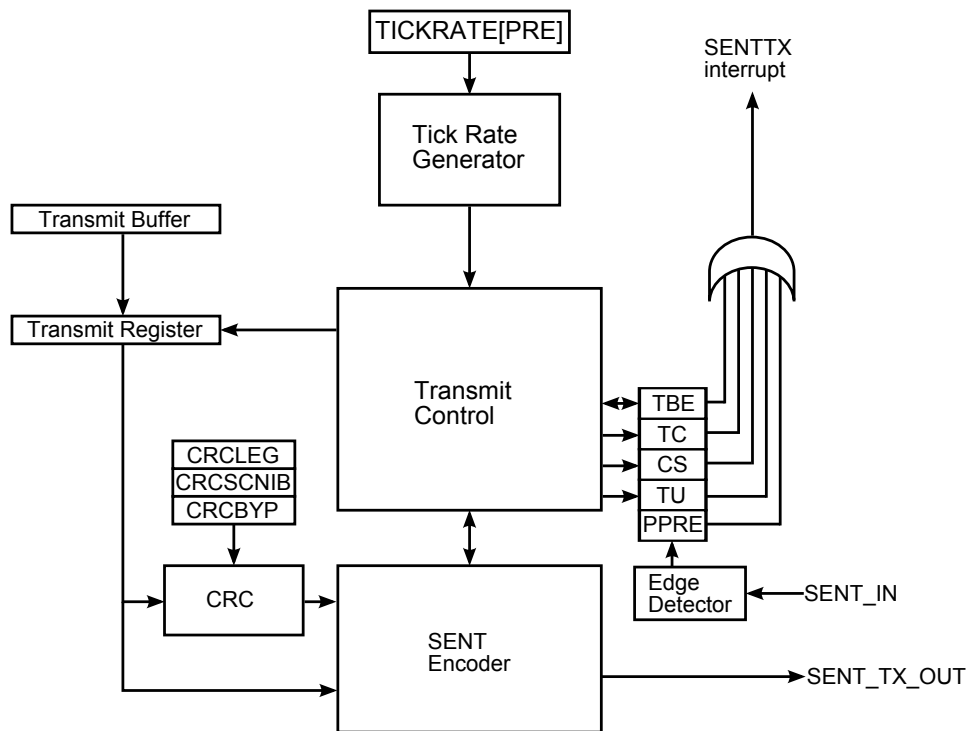 TICKRATE[PRE]
SENTTX
interrupt
Tick Rate
Generator
Transmit Buffer
Transmit Register
Transmit
Control
TBE
TC
CS
TU
PPRE
CRCLEG
CRCSCNIB
CRCBYP
CRC
SENT
Encoder
Edge
Detector
SENT_IN
SENT_TX_OUT